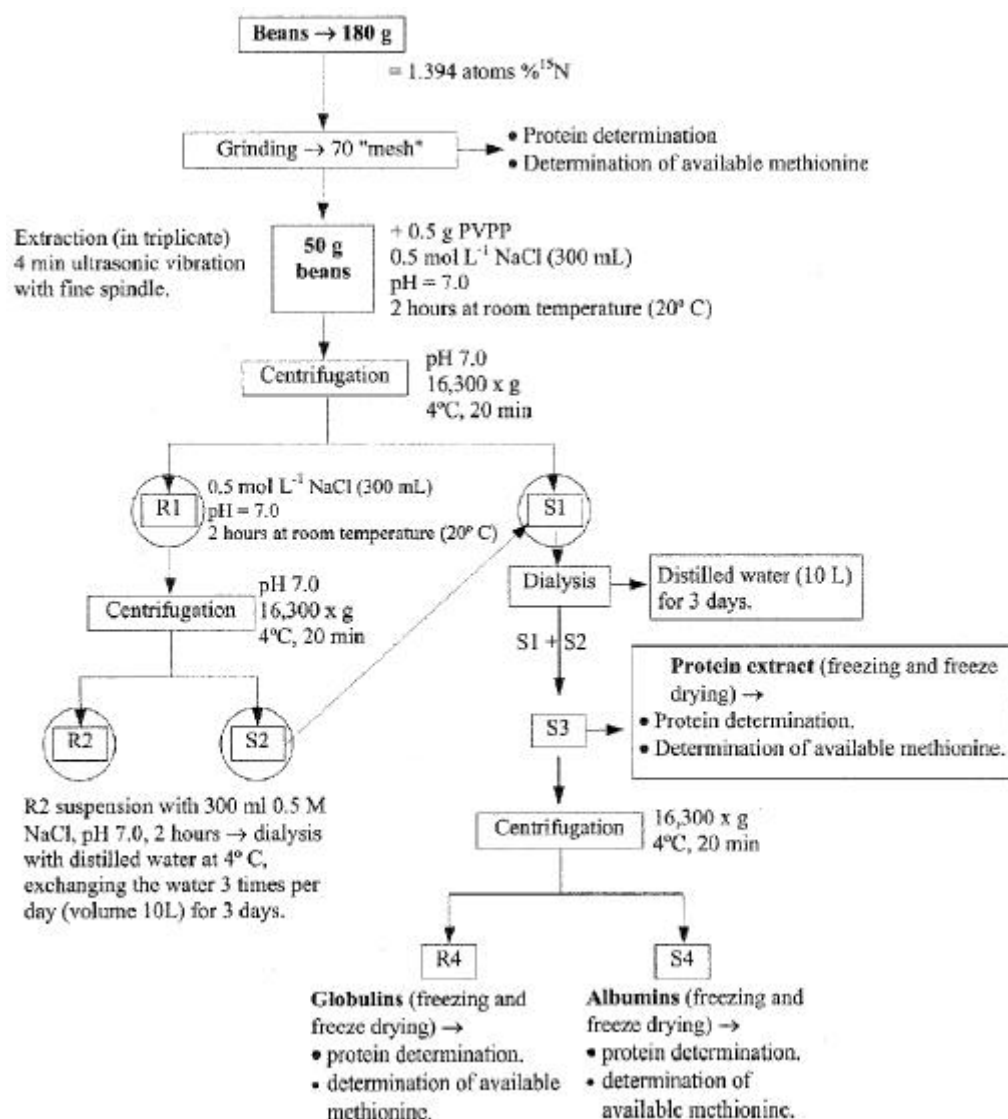 Beans → 180 g
= 1.394 atoms %¹⁵N
Grinding → 70 "mesh"
• Protein determination
• Determination of available methionine
Extraction (in triplicate)
4 min ultrasonic vibration
with fine spindle.
50 g
beans
+ 0.5 g PVPP
0.5 mol L⁻¹ NaCl (300 mL)
pH = 7.0
2 hours at room temperature (20º C)
Centrifugation
pH 7.0
16,300 x g
4ºC, 20 min
R1
0.5 mol L⁻¹ NaCl (300 mL)
pH = 7.0
2 hours at room temperature (20º C)
S1
Dialysis
Distilled water (10 L)
for 3 days.
Centrifugation
pH 7.0
16,300 x g
4ºC, 20 min
S1 + S2
R2
S2
S3
Protein extract (freezing and freeze
drying) →
• Protein determination.
• Determination of available methionine.
R2 suspension with 300 ml 0.5 M
NaCl, pH 7.0, 2 hours → dialysis
with distilled water at 4º C,
exchanging the water 3 times per
day (volume 10L) for 3 days.
Centrifugation
16,300 x g
4ºC, 20 min
R4
Globulins (freezing and
freeze drying) →
• protein determination.
• determination of available
methionine.
S4
Albumins (freezing and
freeze drying) →
• protein determination.
• determination of
available methionine.